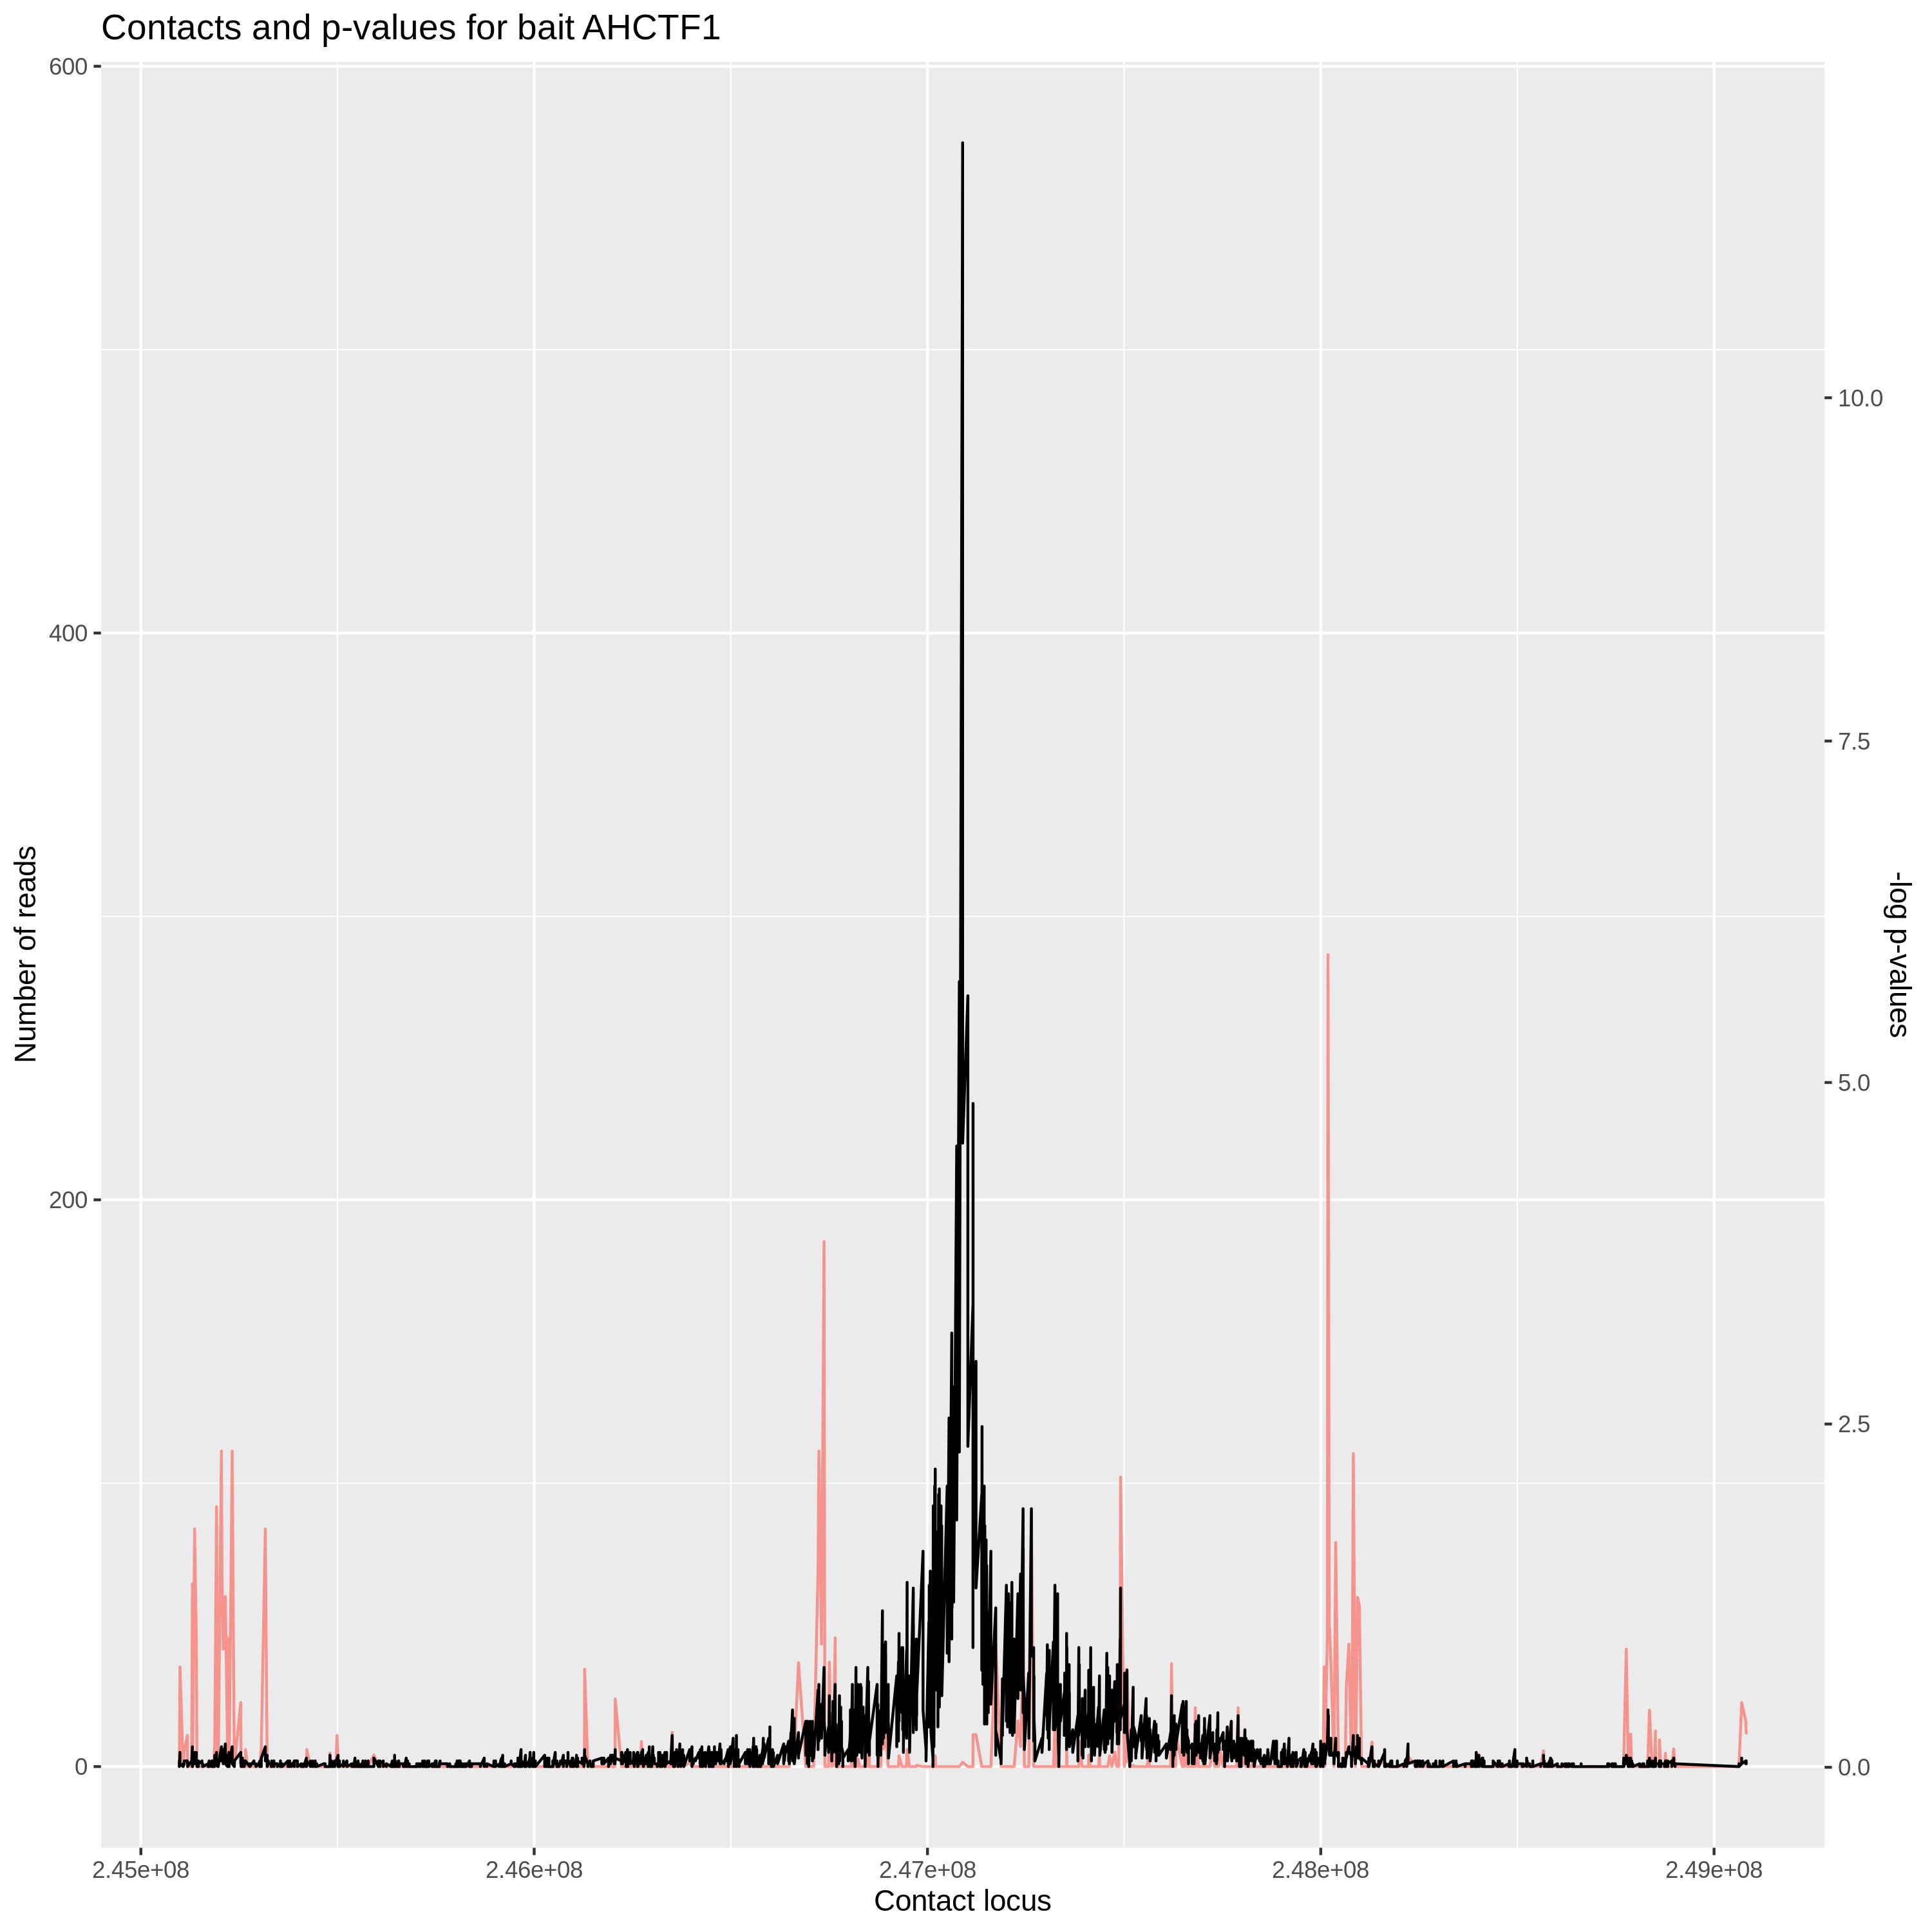 Contacts and p-values for bait AHCTF1
600
400
200
0
Number of reads
10.0
7.5
5.0
2.5
0.0
-log p-values
2.45e+08
2.46e+08
2.47e+08
2.48e+08
2.49e+08
Contact locus